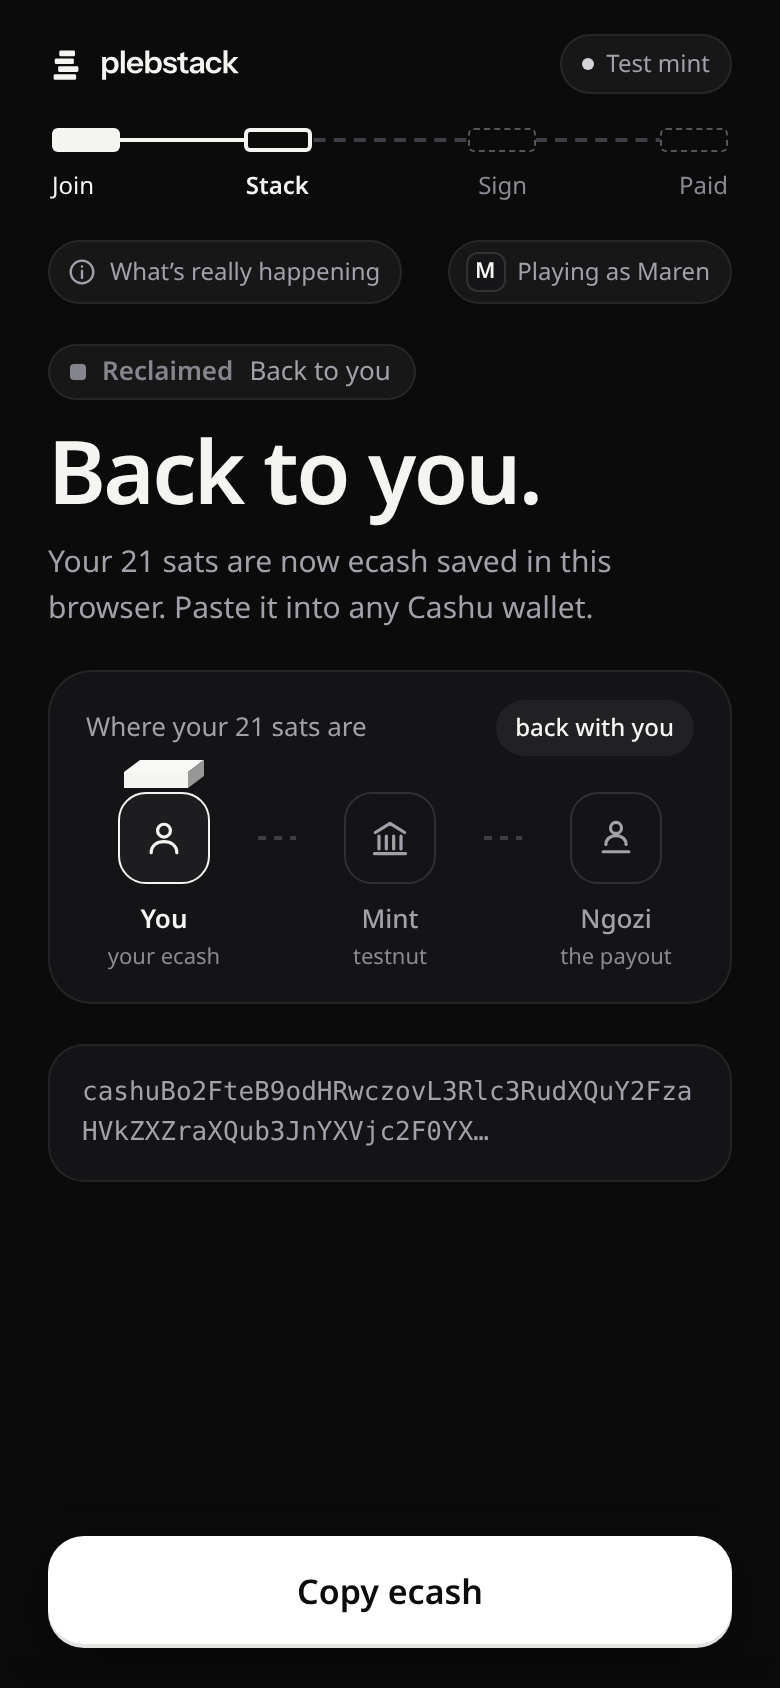 plebstack
Test mint
Join
Stack
Sign
Paid
What’s really happening
M
Playing as Maren
Reclaimed Back to you
Back to you.
Your 21 sats are now ecash saved in this
browser. Paste it into any Cashu wallet.
Where your 21 sats are
back with you
You
your ecash
Mint
testnut
Ngozi
the payout
cashuBo2FteB9odHRwczovL3Rlc3RudXQuY2Fza
HVkZXZraXQub3JnYXVjc2F0YX…
Copy ecash